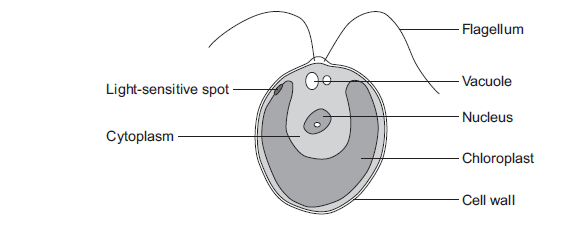 Flagellum
Light-sensitive spot
Vacuole
Nucleus
Cytoplasm
Chloroplast
Cell wall